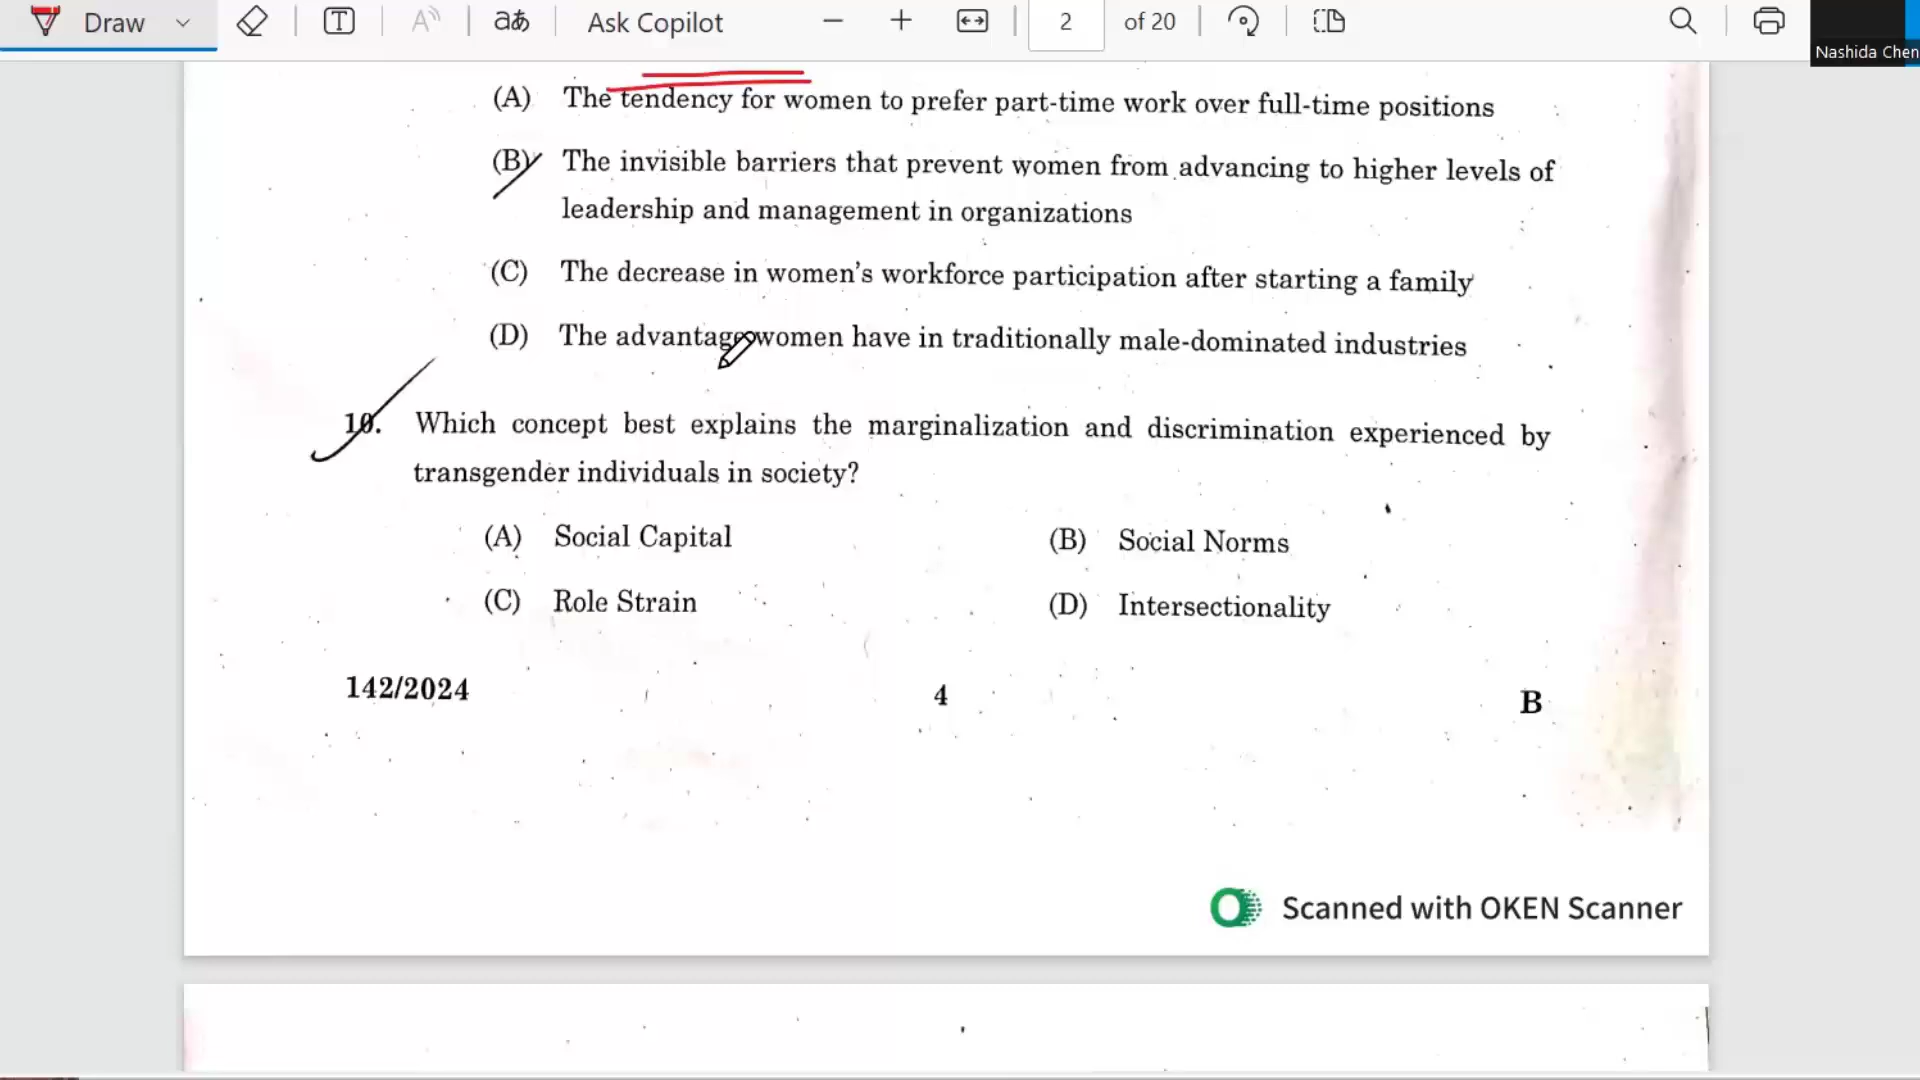 Draw
T
A
aあ
Ask Copilot
2
of 20
Nashida Chen
(A) The tendency for women to prefer part-time work over full-time positions
(B) The invisible barriers that prevent women from advancing to higher levels of
leadership and management in organizations
(C) The decrease in women's workforce participation after starting a family
(D) The advantage women have in traditionally male-dominated industries
10. Which concept best explains the marginalization and discrimination experienced by
transgender individuals in society?
(A) Social Capital
(B) Social Norms
(C) Role Strain
(D) Intersectionality
142/2024
4
B
Scanned with OKEN Scanner